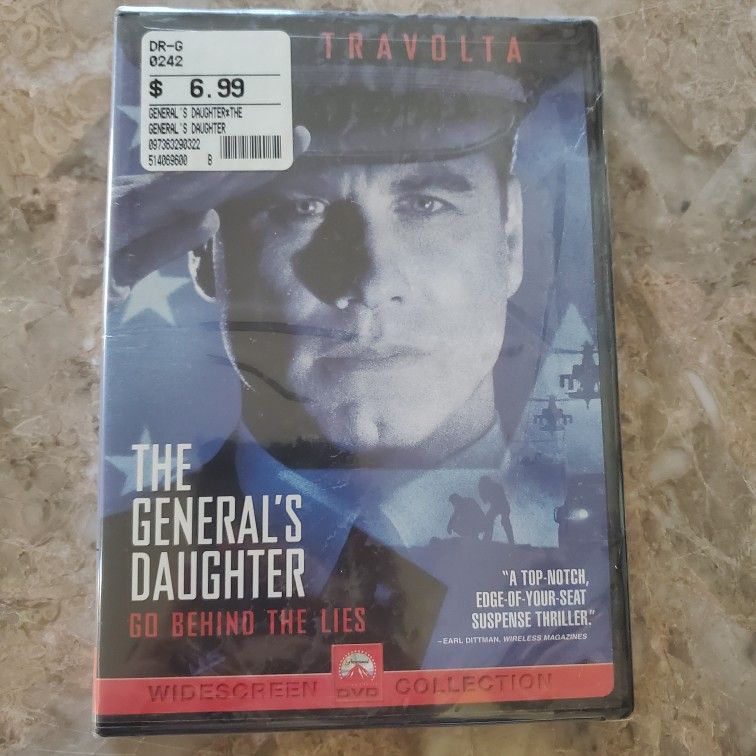 TRAVOLTA
DR-G
0242
$ 6.99
GENERAL'S DAUGHTER*THE
GENERAL'S DAUGHTER
097363290322
514069600 B
THE
GENERAL'S
DAUGHTER
GO BEHIND THE LIES
"A TOP-NOTCH,
EDGE-OF-YOUR-SEAT
SUSPENSE THRILLER."
–EARL DITTMAN, WIRELESS MAGAZINES
WIDESCREEN DVD COLLECTION